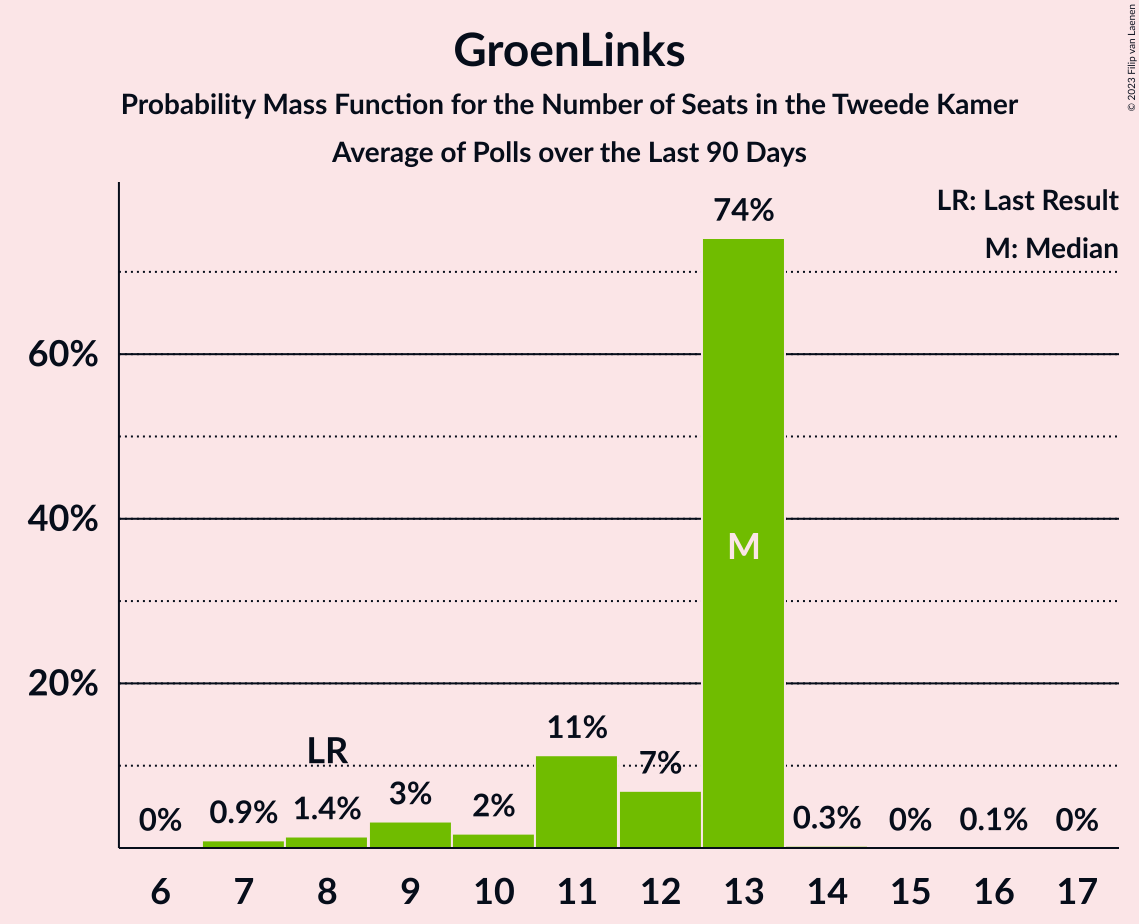 GroenLinks
Probability Mass Function for the Number of Seats in the Tweede Kamer
Average of Polls over the Last 90 Days
© 2023 Filip van Laenen
LR: Last Result
M: Median
60%
40%
20%
0%
0.9%
1.4%
LR
3%
2%
11%
7%
74%
M
0.3%
0%
0.1%
0%
6 7 8 9 10 11 12 13 14 15 16 17